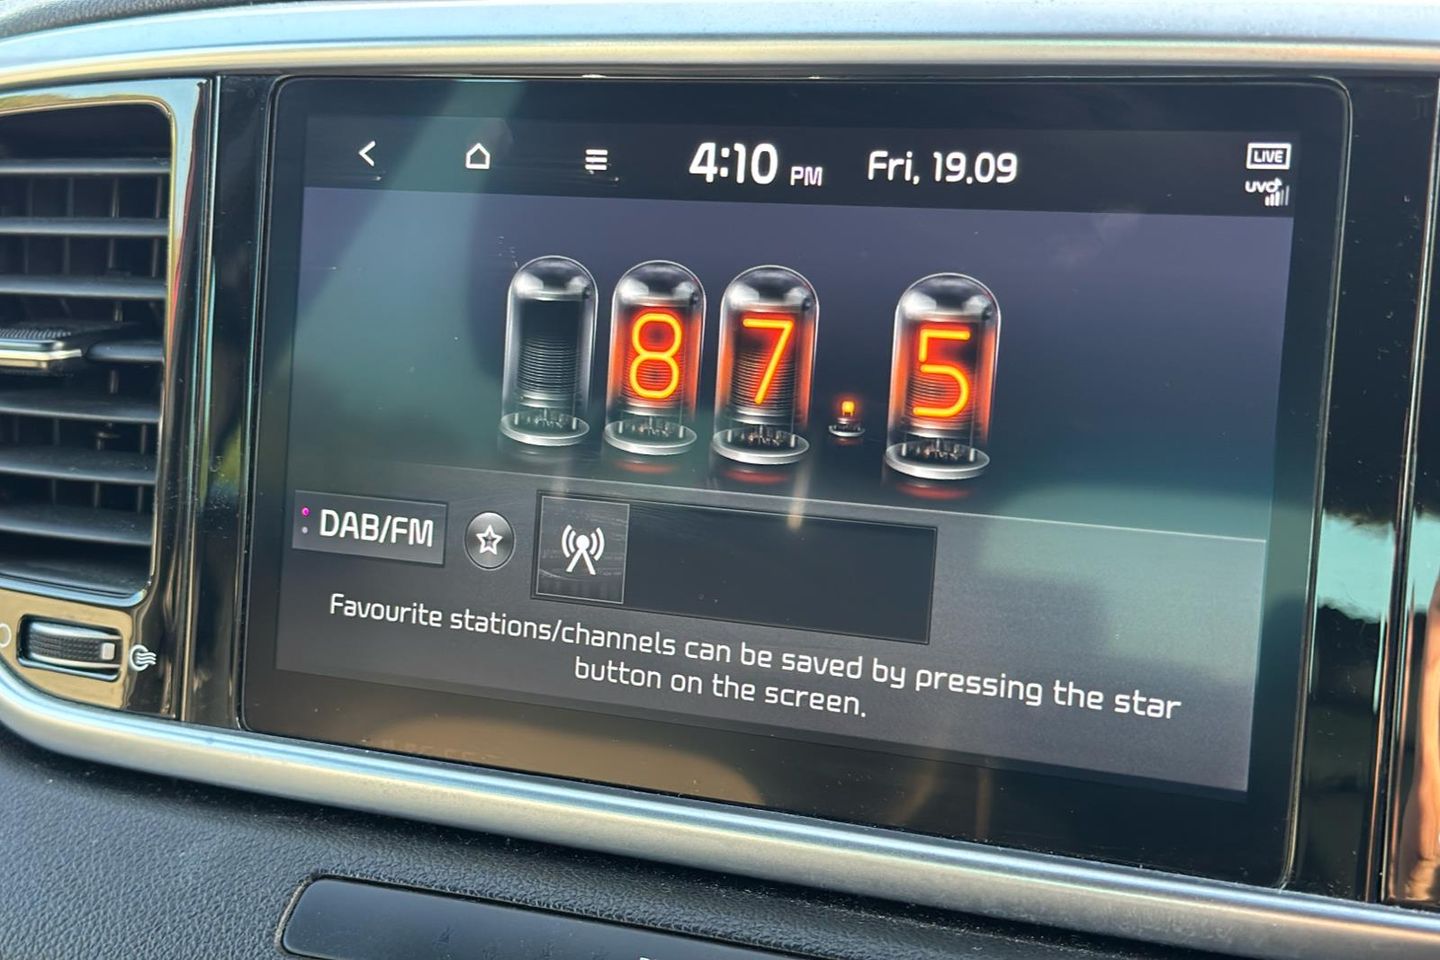 4:10 PM Fri, 19.09
LIVE
UVO
87.5
DAB/FM
Favourite stations/channels can be saved by pressing the star
button on the screen.